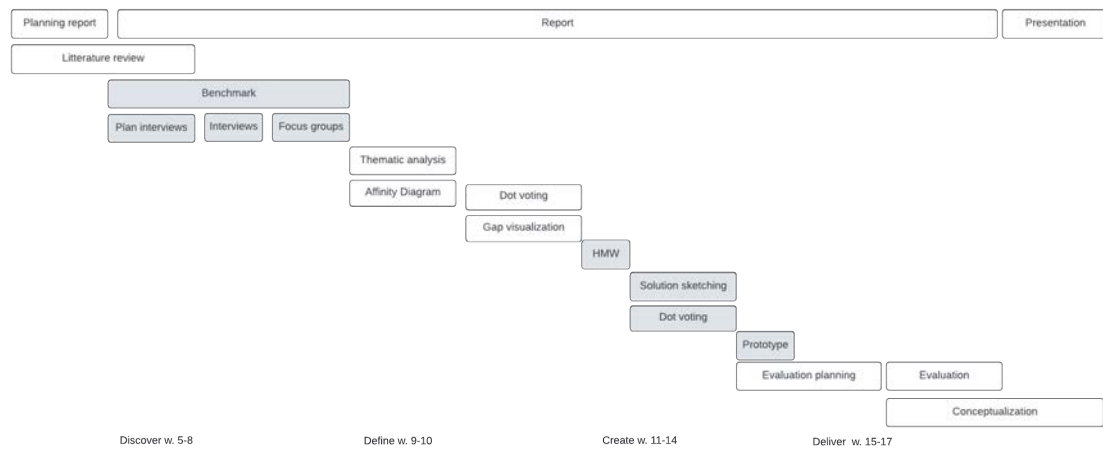 Planning report
Report
Presentation
Litterature review
Benchmark
Plan interviews
Interviews
Focus groups
Thematic analysis
Affinity Diagram
Dot voting
Gap visualization
HMW
Solution sketching
Dot voting
Prototype
Evaluation planning
Evaluation
Conceptualization
Discover w. 5-8
Define w. 9-10
Create w. 11-14
Deliver w. 15-17